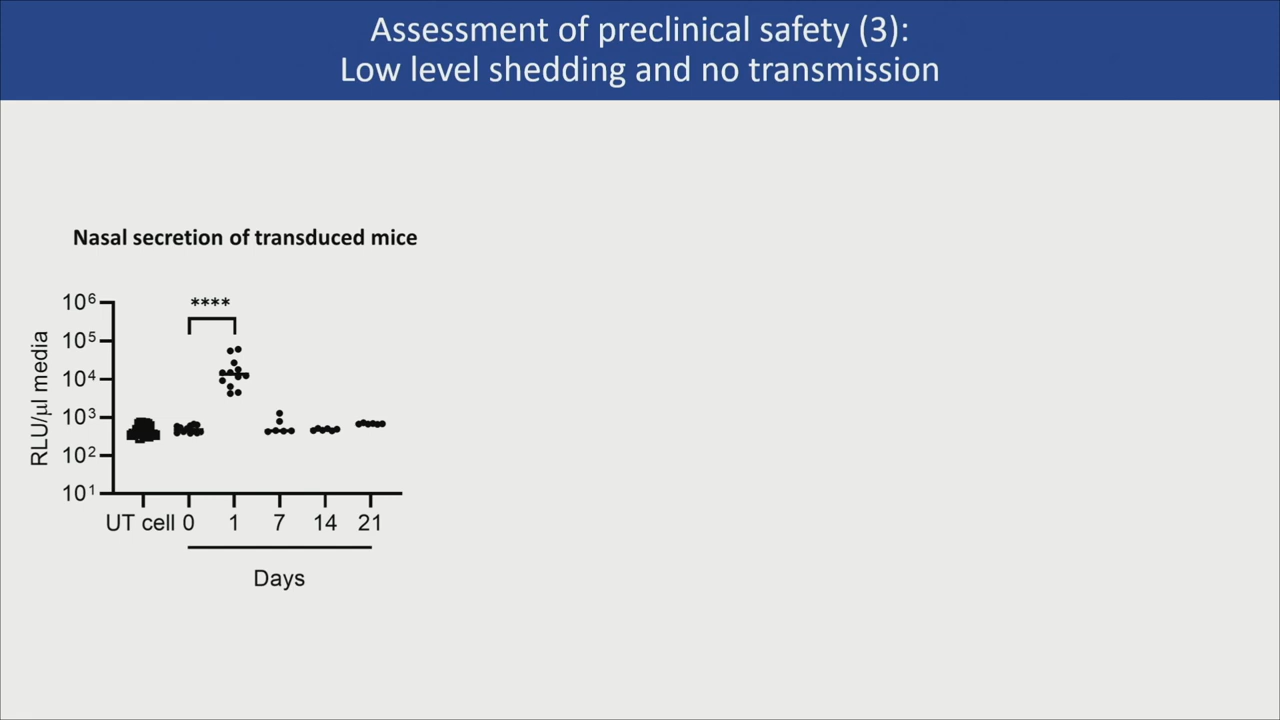 Assessment of preclinical safety (3):
Low level shedding and no transmission
Nasal secretion of transduced mice
****
10⁶
10⁵
10⁴
10³
10²
10¹
RLU/µl media
UT cell 0 1 7 14 21
Days